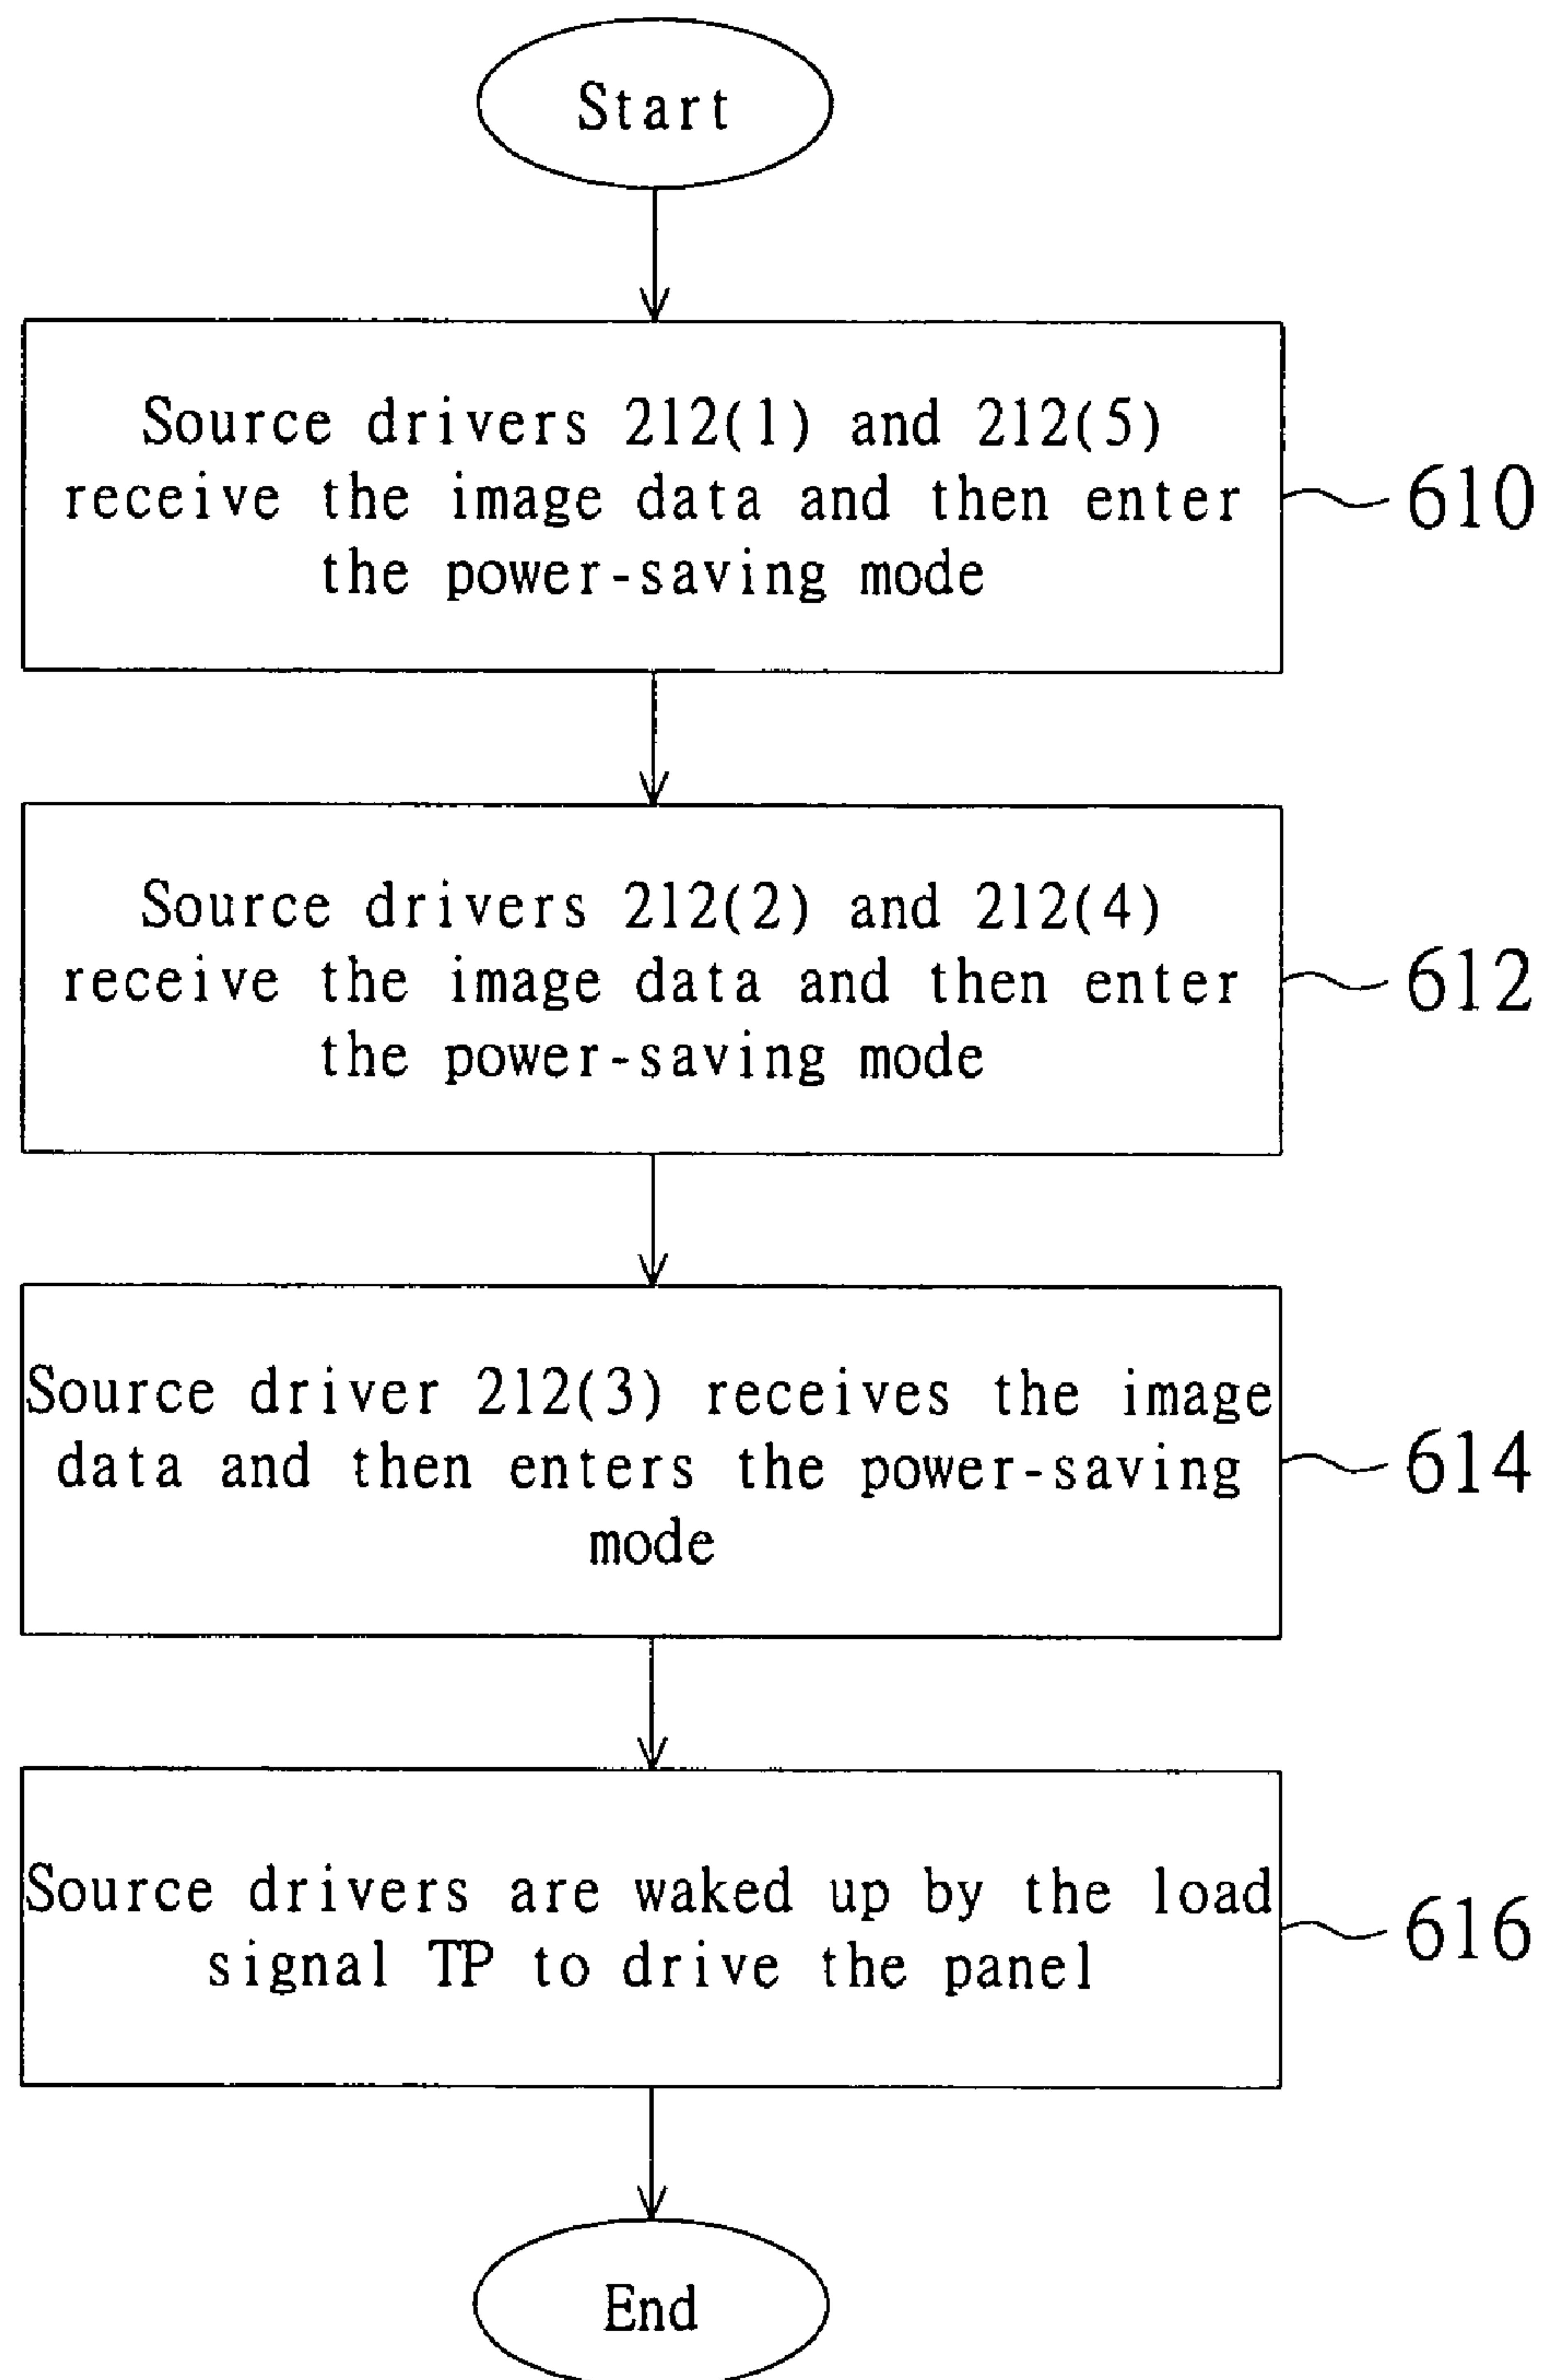 Start
Source drivers 212(1) and 212(5)
receive the image data and then enter
the power-saving mode
610
Source drivers 212(2) and 212(4)
receive the image data and then enter
the power-saving mode
612
Source driver 212(3) receives the image
data and then enters the power-saving
mode
614
Source drivers are waked up by the load
signal TP to drive the panel
616
End